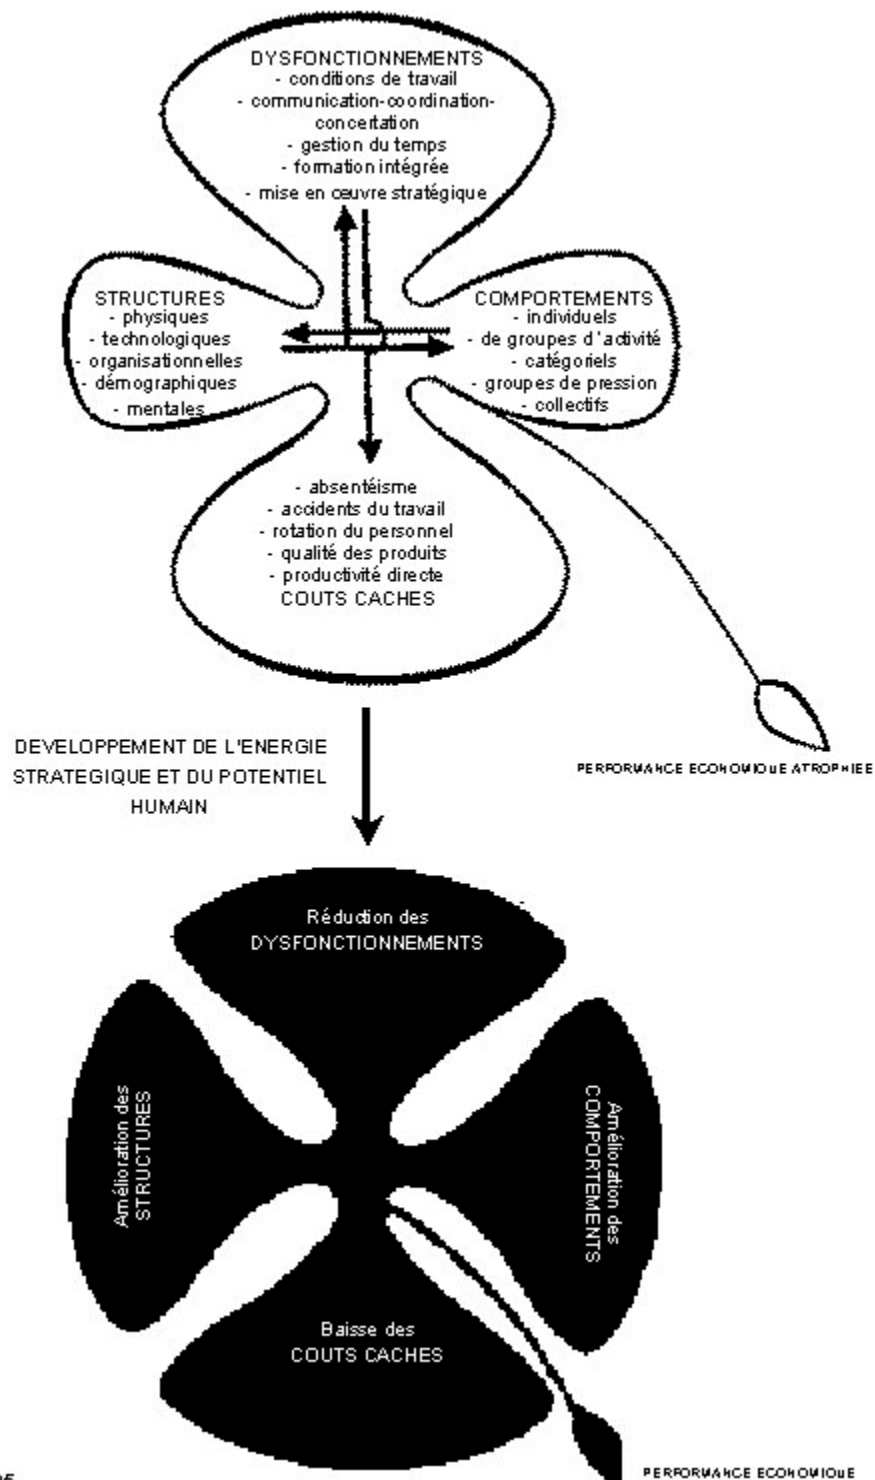 DYSFONCTIONNEMENTS
- conditions de travail
- communication-coordination-
concertation
- gestion du temps
- formation intégrée
- mise en œuvre stratégique
STRUCTURES
- physiques
- technologiques
- organisationnelles
- démographiques
- mentales
COMPORTEMENTS
- individuels
- de groupes d'activité
- catégoriels
- groupes de pression
- collectifs
- absentéisme
- accidents du travail
- rotation du personnel
- qualité des produits
- productivité directe
COUTS CACHES
DEVELOPPEMENT DE L'ENERGIE
STRATEGIQUE ET DU POTENTIEL
HUMAIN
PERFORMANCE ECONOMIQUE ATROPHIEE
Réduction des
DYSFONCTIONNEMENTS
Amélioration des
STRUCTURES
Amélioration des
COMPORTEMENTS
Baisse des
COUTS CACHES
PERFORMANCE ECONOMIQUE